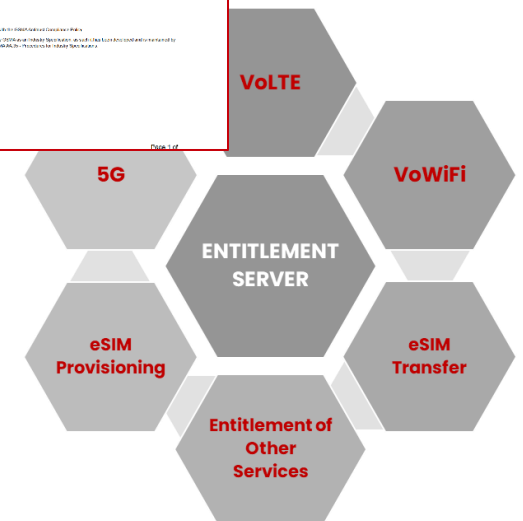 Page 1 of
VoLTE
5G
VoWiFi
ENTITLEMENT
SERVER
eSIM
Provisioning
eSIM
Transfer
Entitlement of
Other
Services